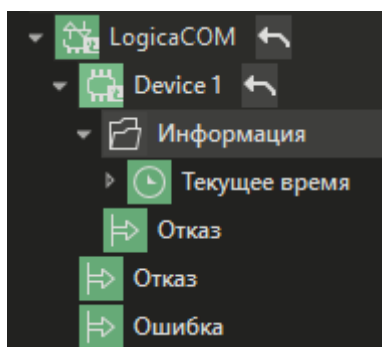 LogicaCOM
Device 1
Информация
Текущее время
Отказ
Отказ
Ошибка